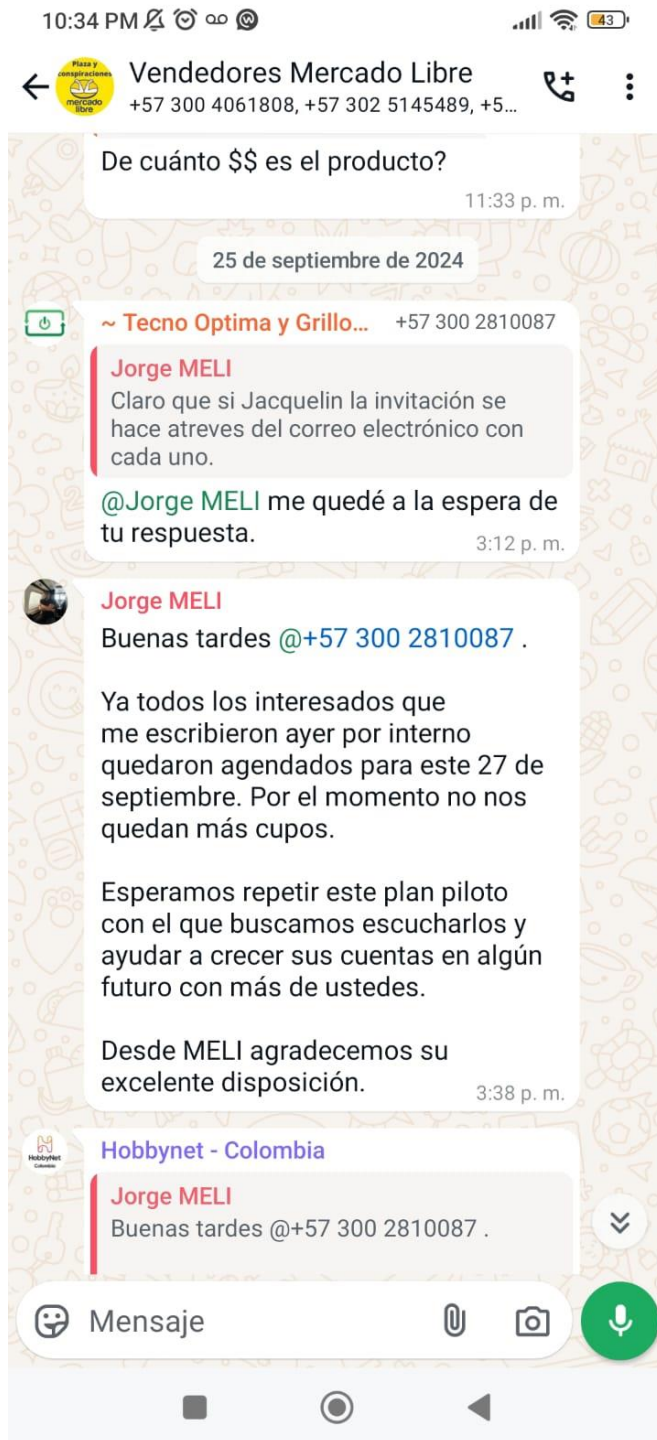 10:34 PM
43
Plaza y
conspiraciones
mercado
libre
Vendedores Mercado Libre
+57 300 4061808, +57 302 5145489, +5...
De cuánto $$ es el producto?
11:33 p. m.
25 de septiembre de 2024
~ Tecno Optima y Grillo... +57 300 2810087
Jorge MELI
Claro que si Jacquelin la invitación se
hace atreves del correo electrónico con
cada uno.
@Jorge MELI me quedé a la espera de
tu respuesta.
3:12 p. m.
Jorge MELI
Buenas tardes @+57 300 2810087 .
Ya todos los interesados que
me escribieron ayer por interno
quedaron agendados para este 27 de
septiembre. Por el momento no nos
quedan más cupos.
Esperamos repetir este plan piloto
con el que buscamos escucharlos y
ayudar a crecer sus cuentas en algún
futuro con más de ustedes.
Desde MELI agradecemos su
excelente disposición.
3:38 p. m.
HobbyNet
Colombia
Hobbynet - Colombia
Jorge MELI
Buenas tardes @+57 300 2810087 .
Mensaje